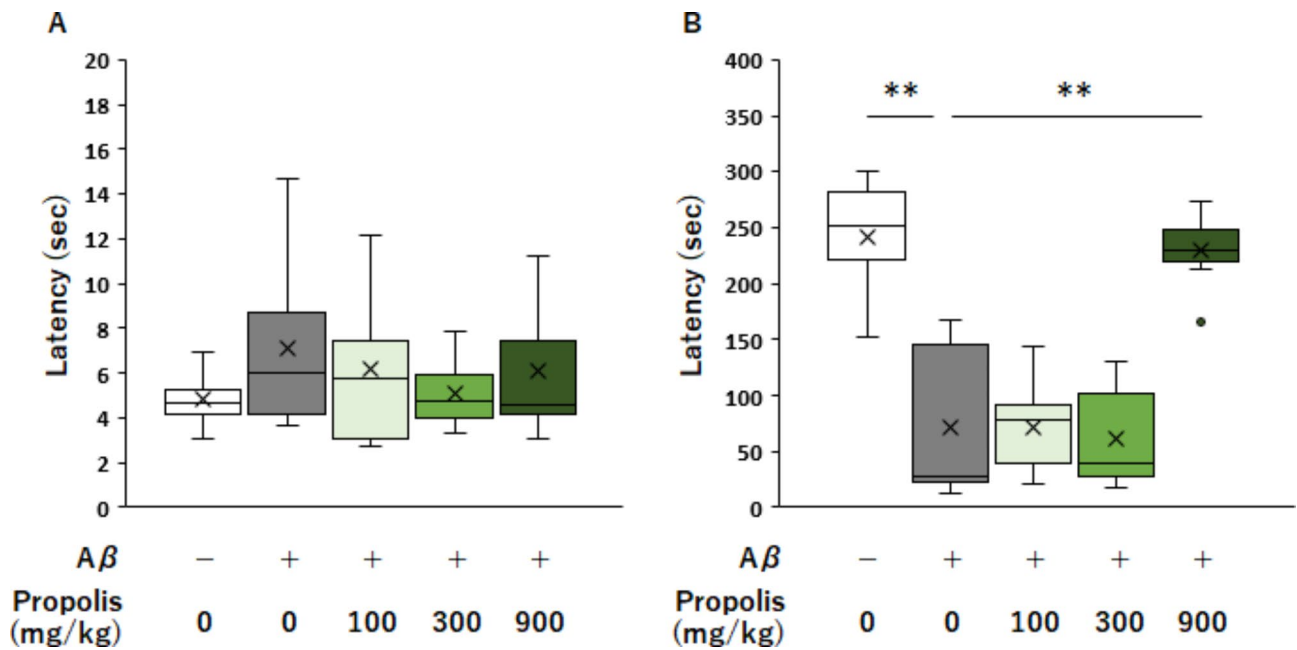 A
20
18
16
14
12
10
8
6
4
2
0
Latency (sec)
Aβ − + + + +
Propolis
(mg/kg) 0 0 100 300 900
B
400
350
300
250
200
150
100
50
0
Latency (sec)
** **
Aβ − + + + +
Propolis
(mg/kg) 0 0 100 300 900